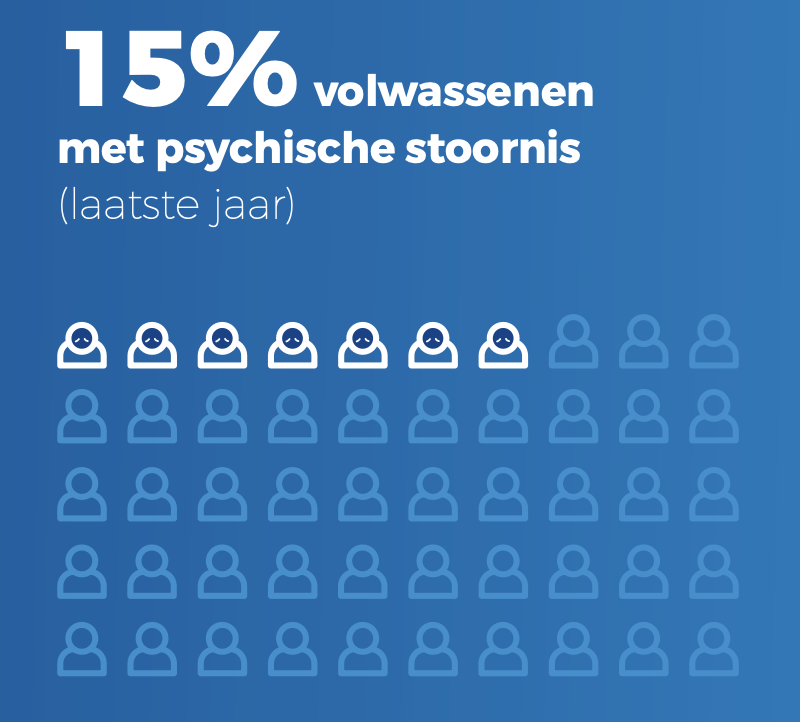 15% volwassenen
met psychische stoornis
(laatste jaar)